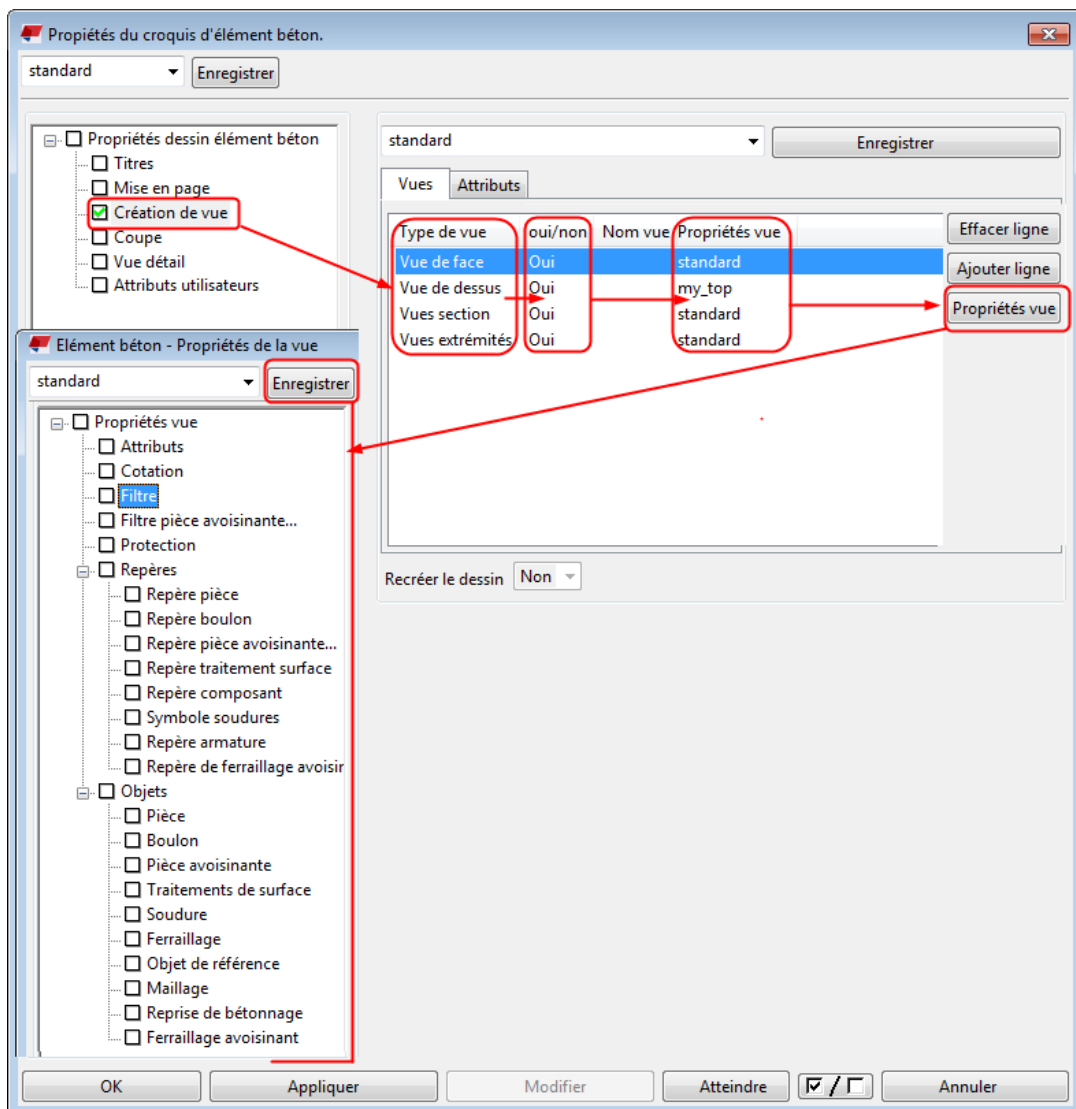 Propiétés du croquis d'élément béton.
standard
Enregistrer
Propriétés dessin élément béton
Titres
Mise en page
Création de vue
Coupe
Vue détail
Attributs utilisateurs
standard
Enregistrer
Vues
Attributs
Type de vue oui/non Nom vue Propriétés vue
Vue de face Oui standard
Vue de dessus Oui my_top
Vues section Oui standard
Vues extrémités Oui standard
Effacer ligne
Ajouter ligne
Propriétés vue
Recréer le dessin Non
Elément béton - Propriétés de la vue
standard
Enregistrer
Propriétés vue
Attributs
Cotation
Filtre
Filtre pièce avoisinante...
Protection
Repères
Repère pièce
Repère boulon
Repère pièce avoisinante...
Repère traitement surface
Repère composant
Symbole soudures
Repère armature
Repère de ferraillage avoisir
Objets
Pièce
Boulon
Pièce avoisinante
Traitements de surface
Soudure
Ferraillage
Objet de référence
Maillage
Reprise de bétonnage
Ferraillage avoisinant
OK
Appliquer
Modifier
Atteindre
/
Annuler